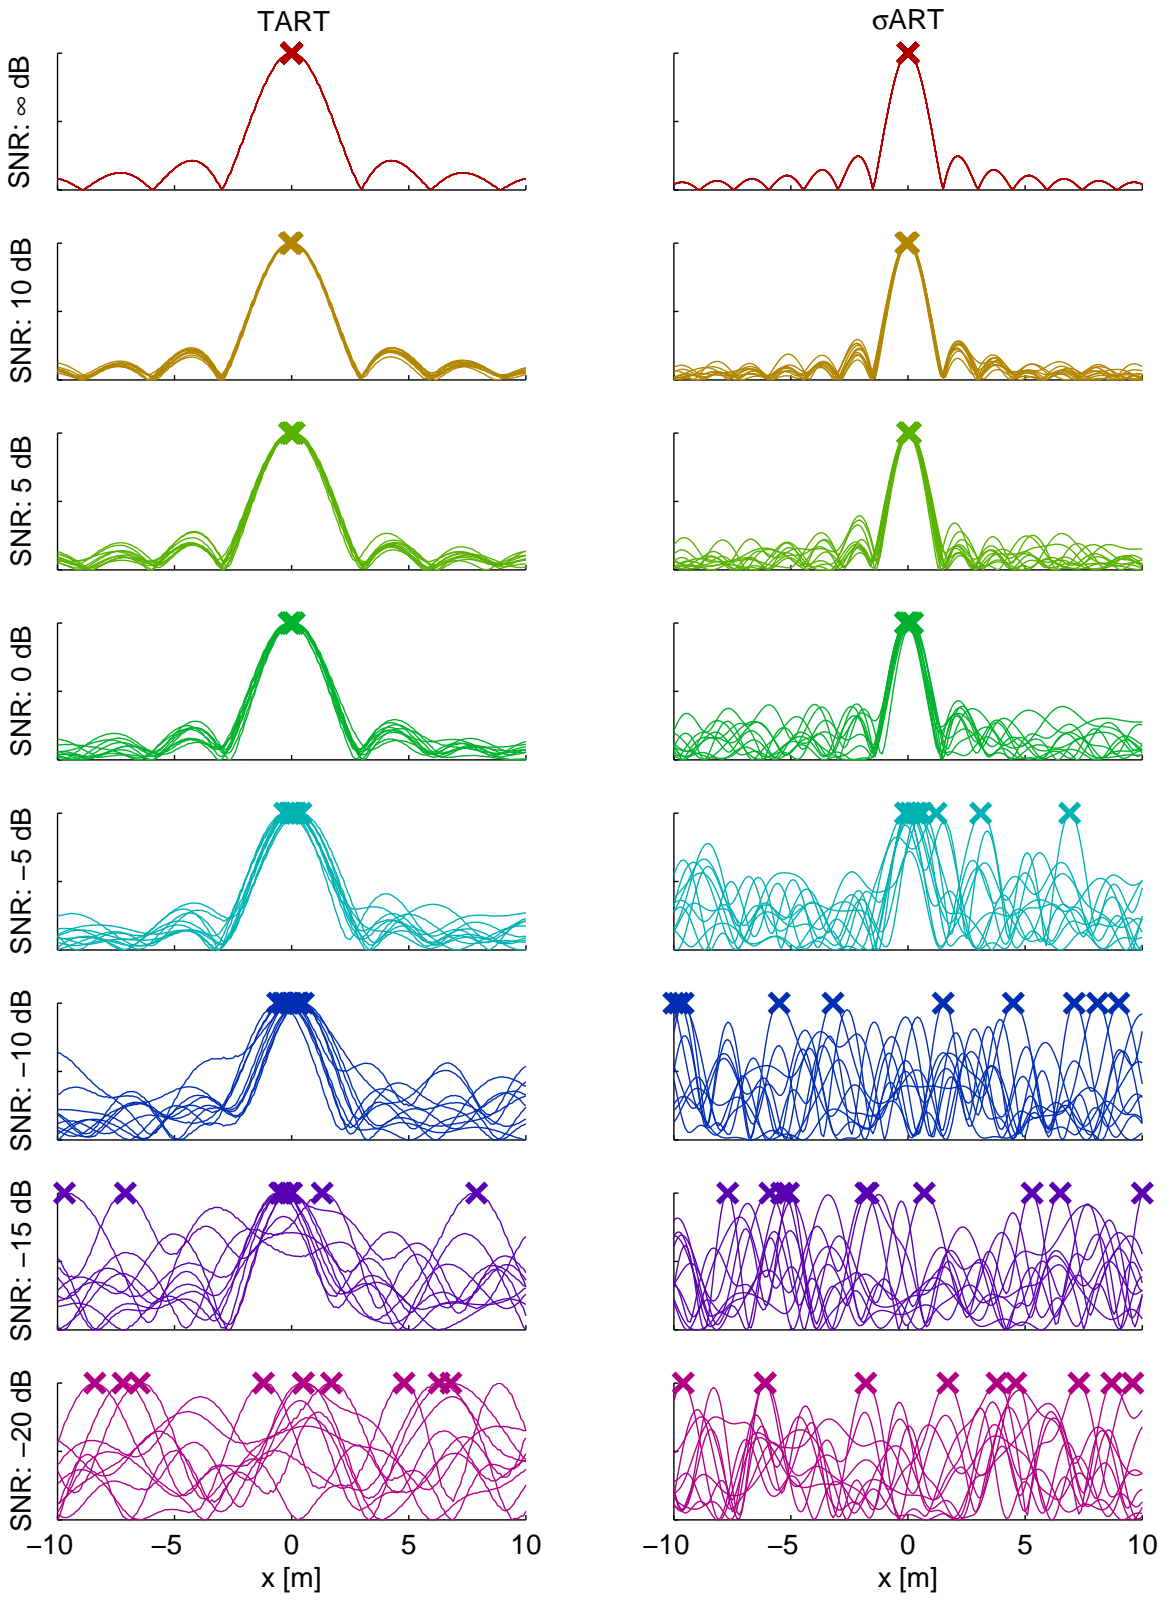 TART
σART
SNR: ∞ dB
SNR: 10 dB
SNR: 5 dB
SNR: 0 dB
SNR: −5 dB
SNR: −10 dB
SNR: −15 dB
SNR: −20 dB
−10 −5 0 5 10
−10 −5 0 5 10
x [m]
x [m]